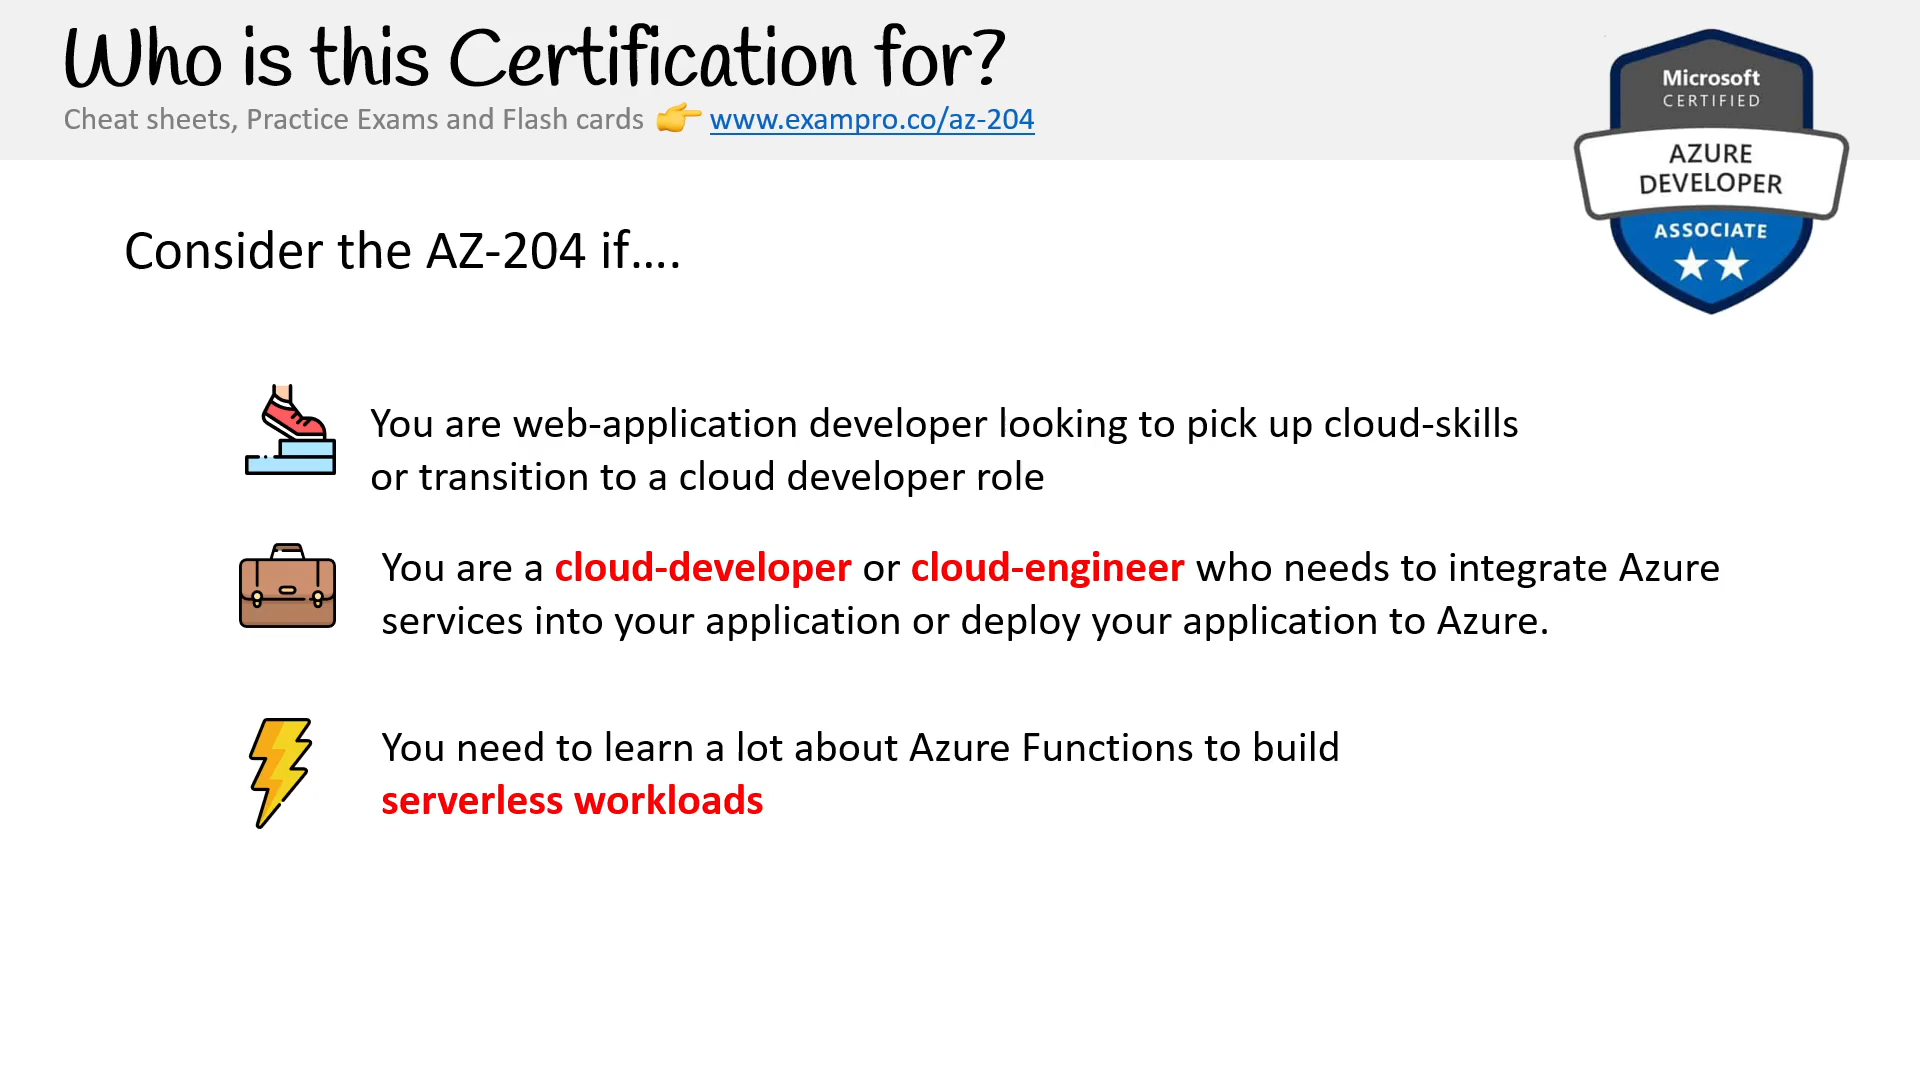 Who is this Certification for?
Cheat sheets, Practice Exams and Flash cards 👉 www.exampro.co/az-204
Microsoft
CERTIFIED
AZURE
DEVELOPER
ASSOCIATE
Consider the AZ-204 if....
You are web-application developer looking to pick up cloud-skills
or transition to a cloud developer role
You are a cloud-developer or cloud-engineer who needs to integrate Azure
services into your application or deploy your application to Azure.
You need to learn a lot about Azure Functions to build
serverless workloads